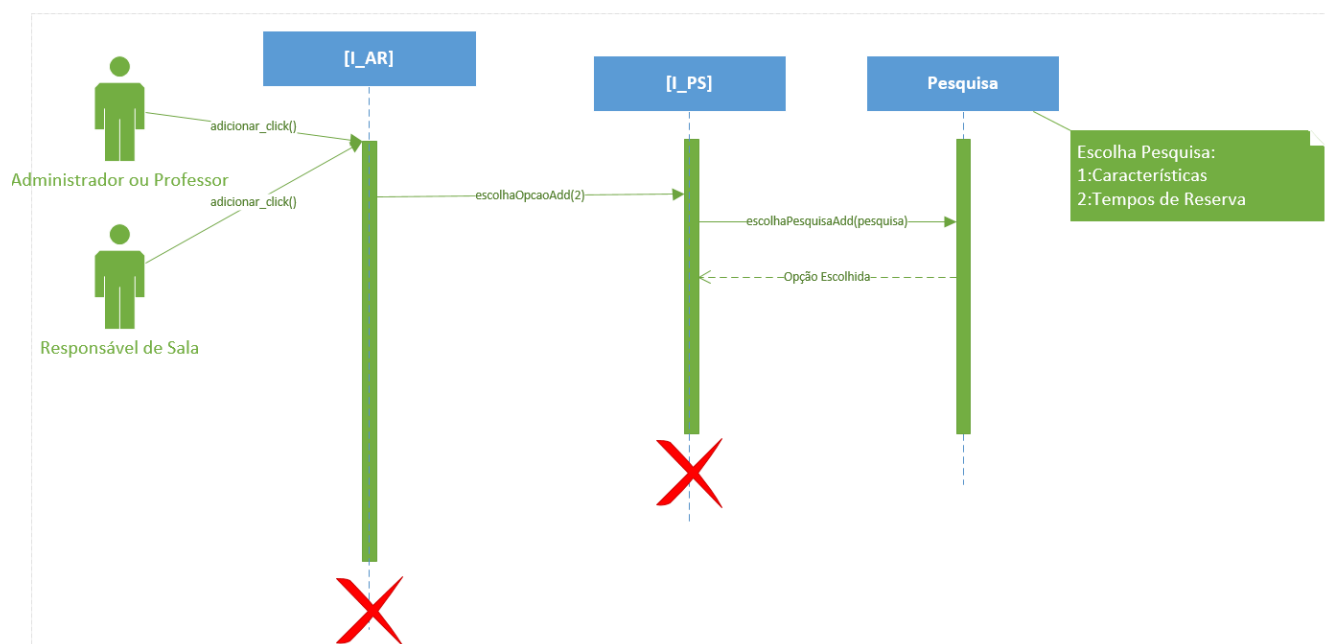 [I_AR]
[I_PS]
Pesquisa
adicionar_click()
Administrador ou Professor
adicionar_click()
escolhaOpcaoAdd(2)
escolhaPesquisaAdd(pesquisa)
Opção Escolhida
Escolha Pesquisa:
1:Características
2:Tempos de Reserva
Responsável de Sala